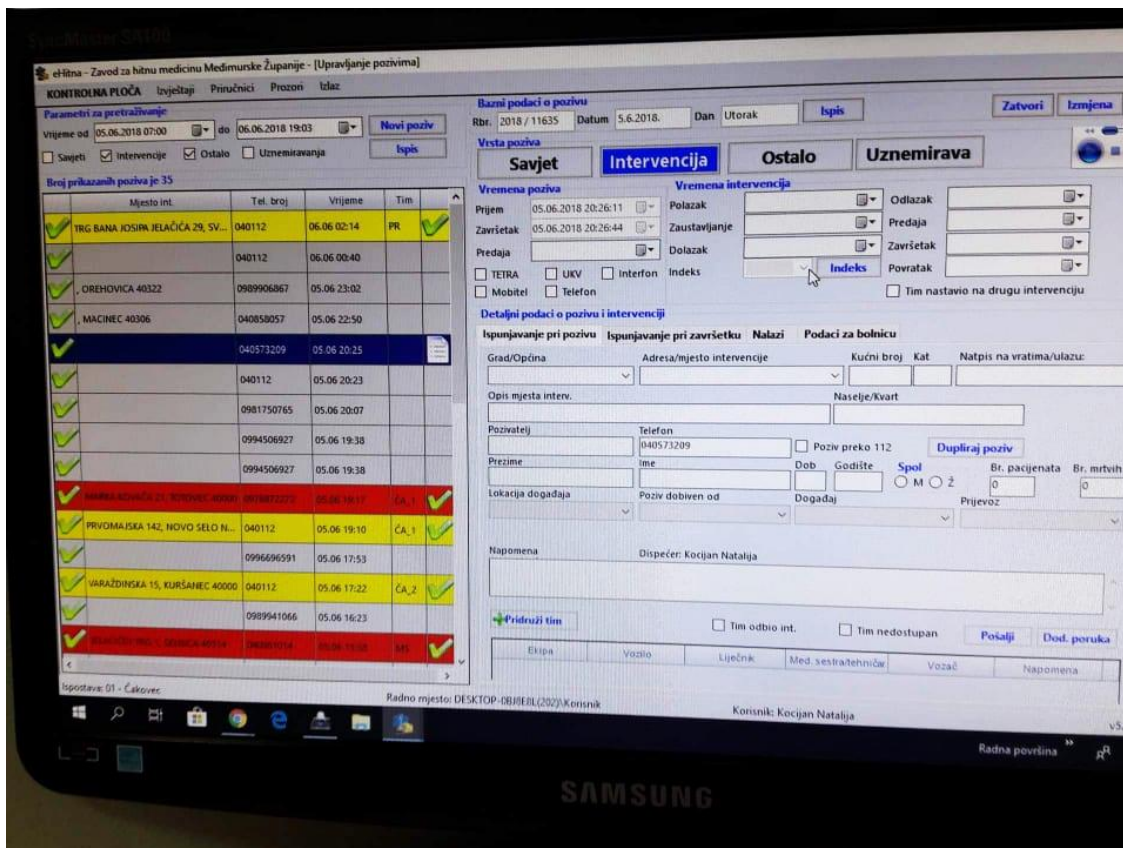 SyncMaster SA100
eHitna - Zavod za hitnu medicinu Međimurske Županije - [Upravljanje pozivima]
KONTROLNA PLOČA Izvještaji Priručnici Prozori Izlaz
Parametri za pretraživanje
Vrijeme od 05.06.2018 07:00 do 06.06.2018 19:03 Novi poziv
Savjeti Intervencije Ostalo Uznemiravanja Ispis
Broj prikazanih poziva je 35
Mjesto int. Tel. broj Vrijeme Tim
TRG BANA JOSIPA JELAČIĆA 29, SV... 040112 06.06 02:14 PR
040112 06.06 00:40
, OREHOVICA 40322 0989906867 05.06 23:02
, MACINEC 40306 040858057 05.06 22:50
040573209 05.06 20:25
040112 05.06 20:23
0981750765 05.06 20:07
0994506927 05.06 19:38
0994506927 05.06 19:38
05.06 19:17 ČA_1
PRVOMAJSKA 142, NOVO SELO N... 040112 05.06 19:10 ČA_1
0996696591 05.06 17:53
VARAŽDINSKA 15, KURŠANEC 40000 040112 05.06 17:22 ČA_2
0989941066 05.06 16:23
MS
Ispostava: 01 - Čakovec
Radno mjesto: DESKTOP-0BJ8E8L(202)\Korisnik
Korisnik: Kocijan Natalija
v5.
Bazni podaci o pozivu
Rbr. 2018 / 11635 Datum 5.6.2018. Dan Utorak Ispis Zatvori Izmjena
Vrsta poziva
Savjet Intervencija Ostalo Uznemirava
Vremena poziva
Prijem 05.06.2018 20:26:11
Završetak 05.06.2018 20:26:44
Predaja
TETRA UKV Interfon
Mobitel Telefon
Vremena intervencija
Polazak Odlazak
Zaustavljanje Predaja
Dolazak Završetak
Indeks Indeks Povratak
Tim nastavio na drugu intervenciju
Detaljni podaci o pozivu i intervenciji
Ispunjavanje pri pozivu Ispunjavanje pri završetku Nalazi Podaci za bolnicu
Grad/Općina Adresa/mjesto intervencije Kućni broj Kat Natpis na vratima/ulazu:
Opis mjesta interv. Naselje/Kvart
Pozivatelj Telefon
040573209 Poziv preko 112 Dupliraj poziv
Prezime Ime Dob Godište Spol Br. pacijenata Br. mrtvih
M Ž 0 0
Lokacija događaja Poziv dobiven od Događaj Prijevoz
Napomena Dispečer: Kocijan Natalija
Pridruži tim Tim odbio int. Tim nedostupan Pošalji Dod. poruka
Ekipa Vozilo Liječnik Med. sestra/tehničar Vozač Napomena
Radna površina
SAMSUNG